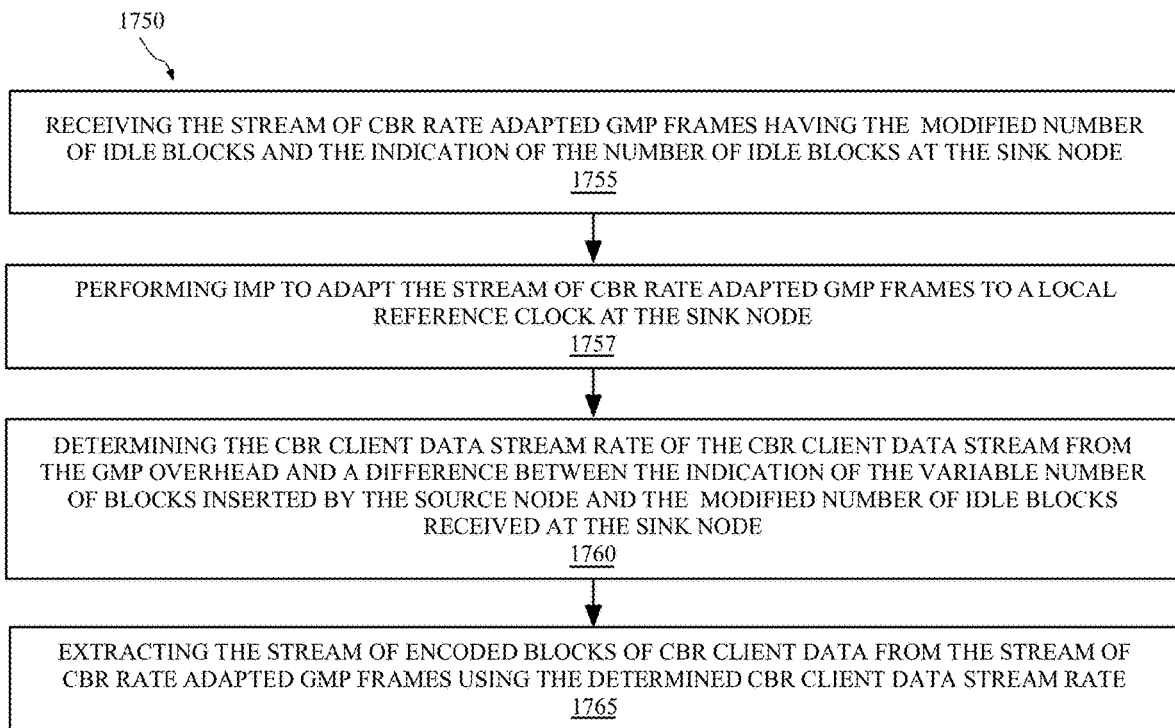 1750
RECEIVING THE STREAM OF CBR RATE ADAPTED GMP FRAMES HAVING THE MODIFIED NUMBER
OF IDLE BLOCKS AND THE INDICATION OF THE NUMBER OF IDLE BLOCKS AT THE SINK NODE
1755
PERFORMING IMP TO ADAPT THE STREAM OF CBR RATE ADAPTED GMP FRAMES TO A LOCAL
REFERENCE CLOCK AT THE SINK NODE
1757
DETERMINING THE CBR CLIENT DATA STREAM RATE OF THE CBR CLIENT DATA STREAM FROM
THE GMP OVERHEAD AND A DIFFERENCE BETWEEN THE INDICATION OF THE VARIABLE NUMBER
OF BLOCKS INSERTED BY THE SOURCE NODE AND THE MODIFIED NUMBER OF IDLE BLOCKS
RECEIVED AT THE SINK NODE
1760
EXTRACTING THE STREAM OF ENCODED BLOCKS OF CBR CLIENT DATA FROM THE STREAM OF
CBR RATE ADAPTED GMP FRAMES USING THE DETERMINED CBR CLIENT DATA STREAM RATE
1765